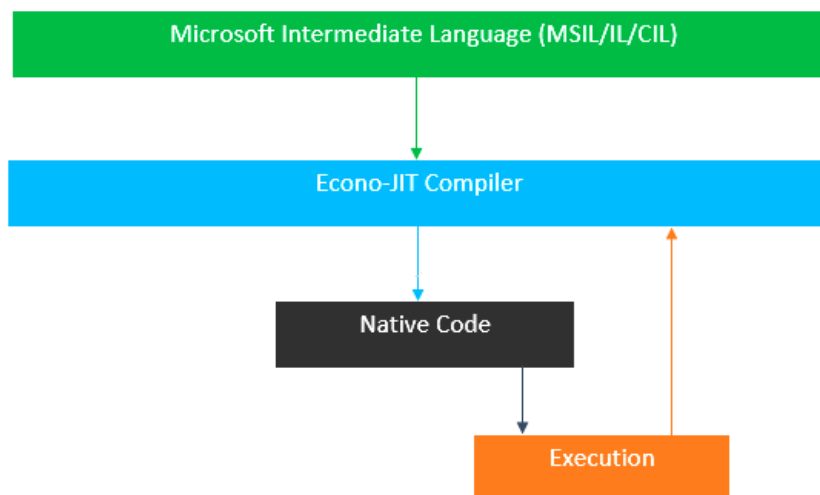 Microsoft Intermediate Language (MSIL/IL/CIL)
Econo-JIT Compiler
Native Code
Execution